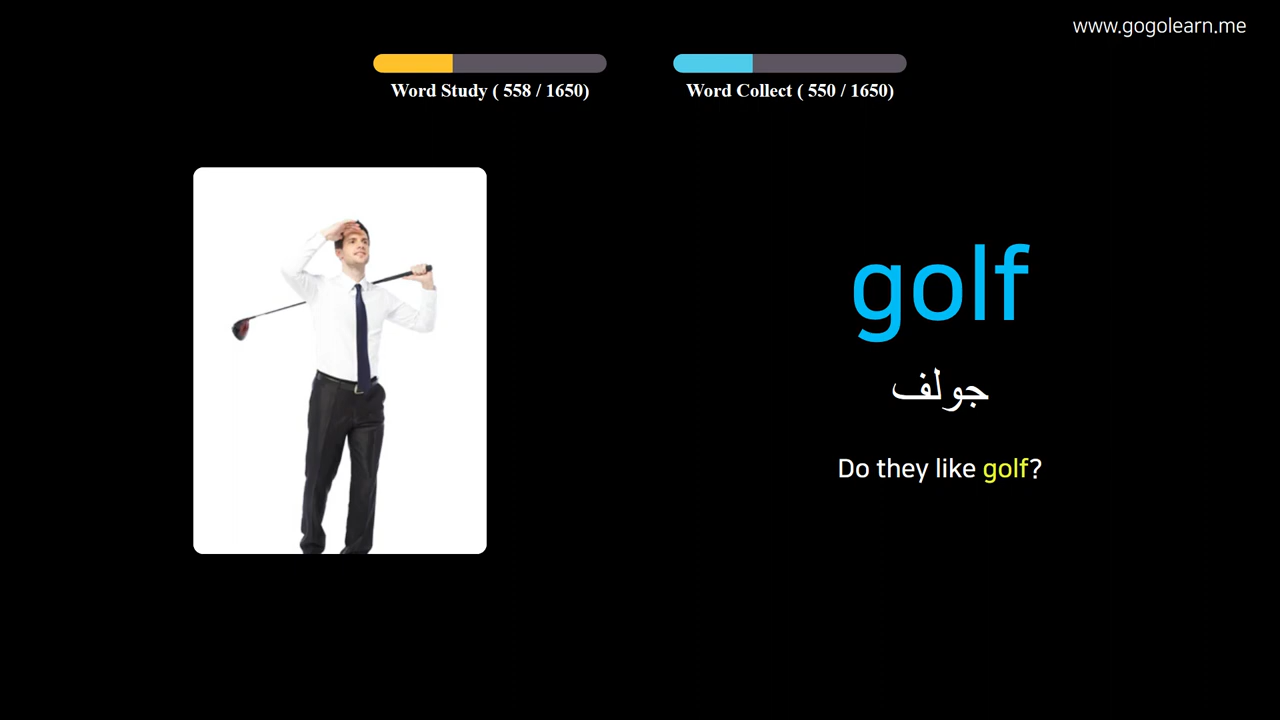 www.gogolearn.me
Word Study ( 558 / 1650)
Word Collect ( 550 / 1650)
golf
جولف
Do they like golf?